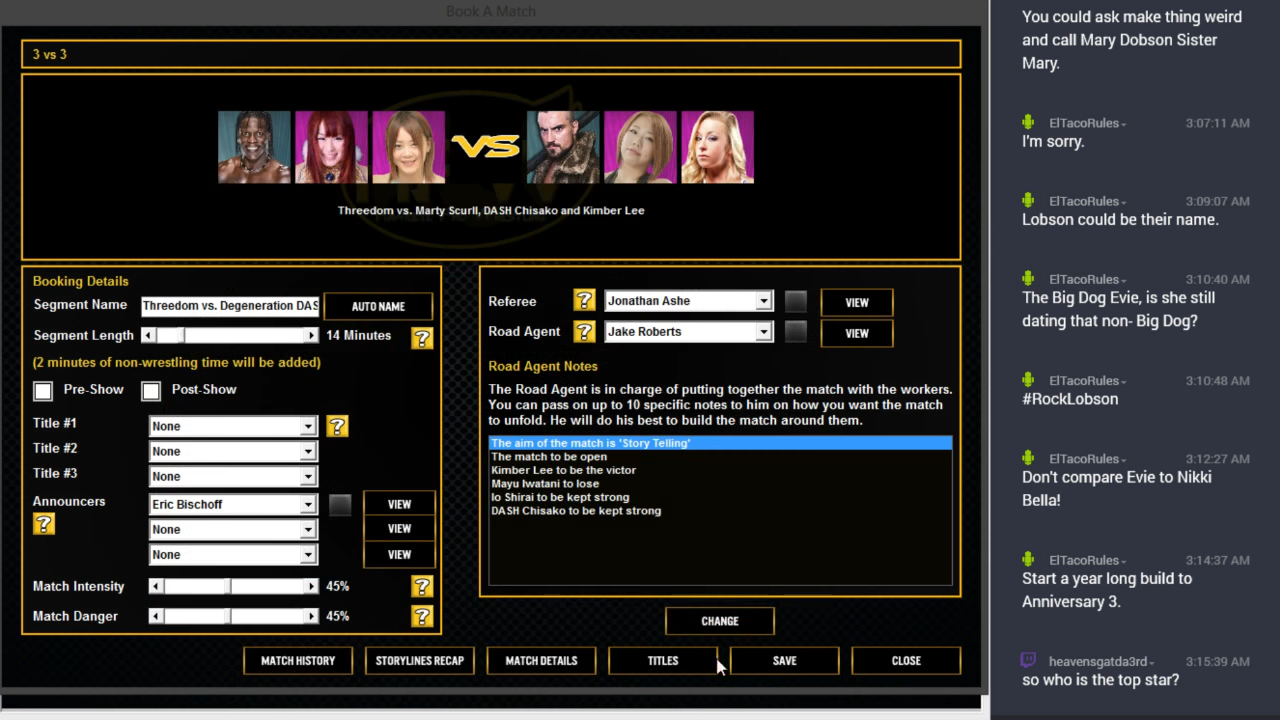 Book A Match
3 vs 3
VS
Threedom vs. Marty Scurll, DASH Chisako and Kimber Lee
Booking Details
Segment Name
Threedom vs. Degeneration DAS
AUTO NAME
Segment Length
14 Minutes
?
(2 minutes of non-wrestling time will be added)
Pre-Show
Post-Show
Title #1
None
?
Title #2
None
Title #3
None
Announcers
Eric Bischoff
VIEW
?
None
VIEW
None
VIEW
Match Intensity
45%
?
Match Danger
45%
?
Referee
?
Jonathan Ashe
VIEW
Road Agent
?
Jake Roberts
VIEW
Road Agent Notes
The Road Agent is in charge of putting together the match with the workers.
You can pass on up to 10 specific notes to him on how you want the match
to unfold. He will do his best to build the match around them.
The aim of the match is 'Story Telling'
The match to be open
Kimber Lee to be the victor
Mayu Iwatani to lose
Io Shirai to be kept strong
DASH Chisako to be kept strong
CHANGE
MATCH HISTORY
STORYLINES RECAP
MATCH DETAILS
TITLES
SAVE
CLOSE
You could ask make thing weird
and call Mary Dobson Sister
Mary.
ElTacoRules
3:07:11 AM
I'm sorry.
ElTacoRules
3:09:07 AM
Lobson could be their name.
ElTacoRules
3:10:40 AM
The Big Dog Evie, is she still
dating that non- Big Dog?
ElTacoRules
3:10:48 AM
#RockLobson
ElTacoRules
3:12:27 AM
Don't compare Evie to Nikki
Bella!
ElTacoRules
3:14:37 AM
Start a year long build to
Anniversary 3.
heavensgatda3rd
3:15:39 AM
so who is the top star?